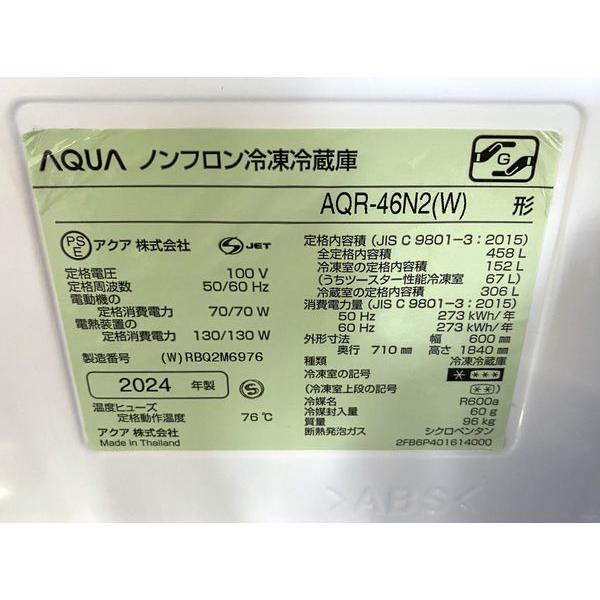 AQUA ノンフロン冷凍冷蔵庫
G
AQR-46N2(W) 形
PSE アクア 株式会社 S JET
定格電圧 100 V
定格周波数 50/60 Hz
電動機の
定格消費電力 70/70 W
電熱装置の
定格消費電力 130/130 W
製造番号 (W)RBQ2M6976
2024 年製 S
温度ヒューズ
定格動作温度 76℃
アクア 株式会社
Made in Thailand
定格内容積 (JIS C 9801-3:2015)
全定格内容積 458 L
冷凍室の定格内容積 152 L
(うちツースター性能冷凍室 67 L)
冷蔵室の定格内容積 306 L
消費電力量 (JIS C 9801-3:2015)
50 Hz 273 kWh/年
60 Hz 273 kWh/年
外形寸法 幅 600 mm
奥行 710 mm 高さ 1840 mm
種類 冷凍冷蔵庫
冷凍室の記号 * ***
(冷凍室上段の記号 **)
冷媒名 R600a
冷媒封入量 60 g
質量 96 kg
断熱発泡ガス シクロペンタン
2FB6P401614000
>ABS<